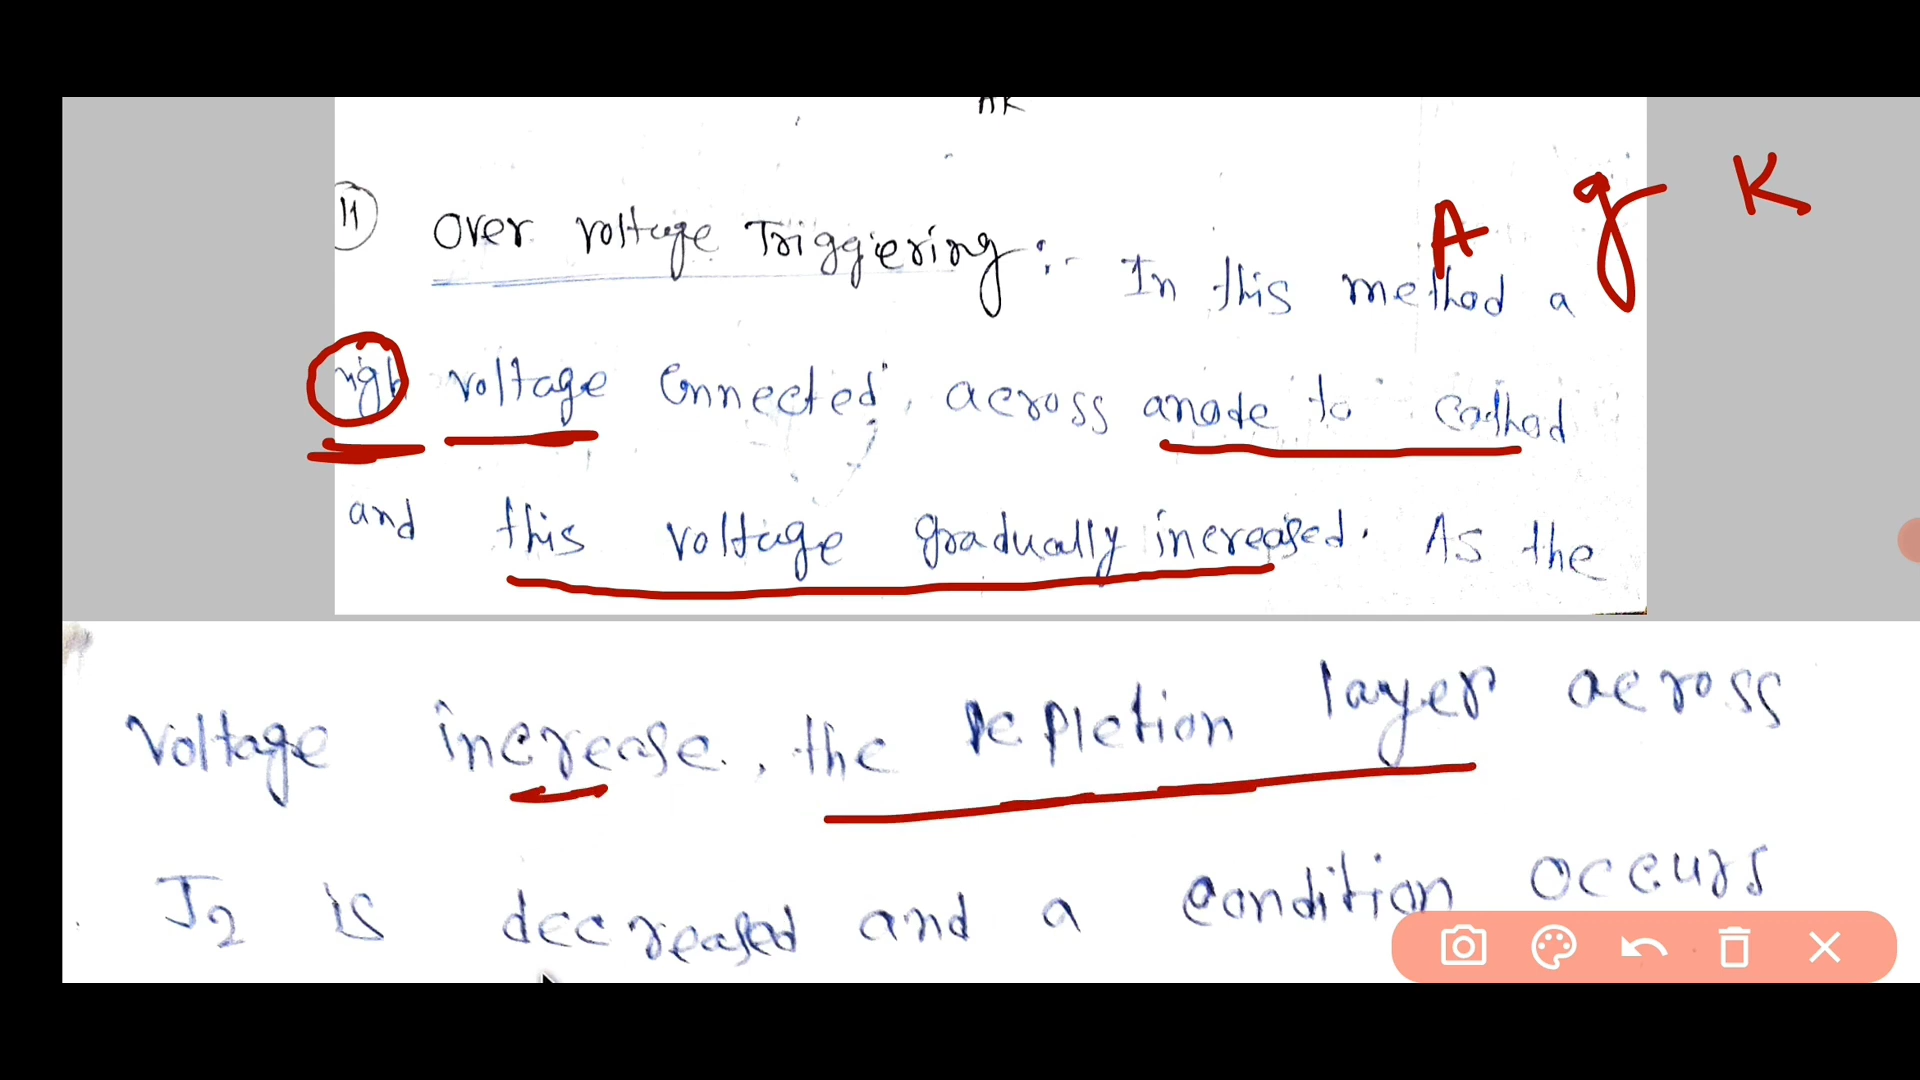 A g K
11 Over voltage Triggering :- In this method a
high voltage connected, across anode to cathod
and this voltage gradually increased. As the
voltage increase, the Depletion layer across
J2 is decreased and a condition occurs